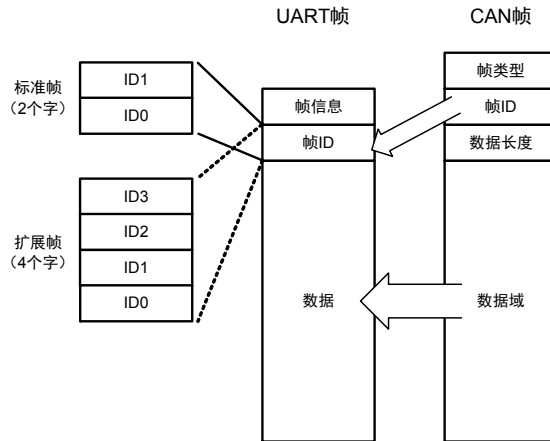 UART帧
CAN帧
标准帧
(2个字)
ID1
ID0
扩展帧
(4个字)
ID3
ID2
ID1
ID0
帧信息
帧ID
数据
帧类型
帧ID
数据长度
数据域